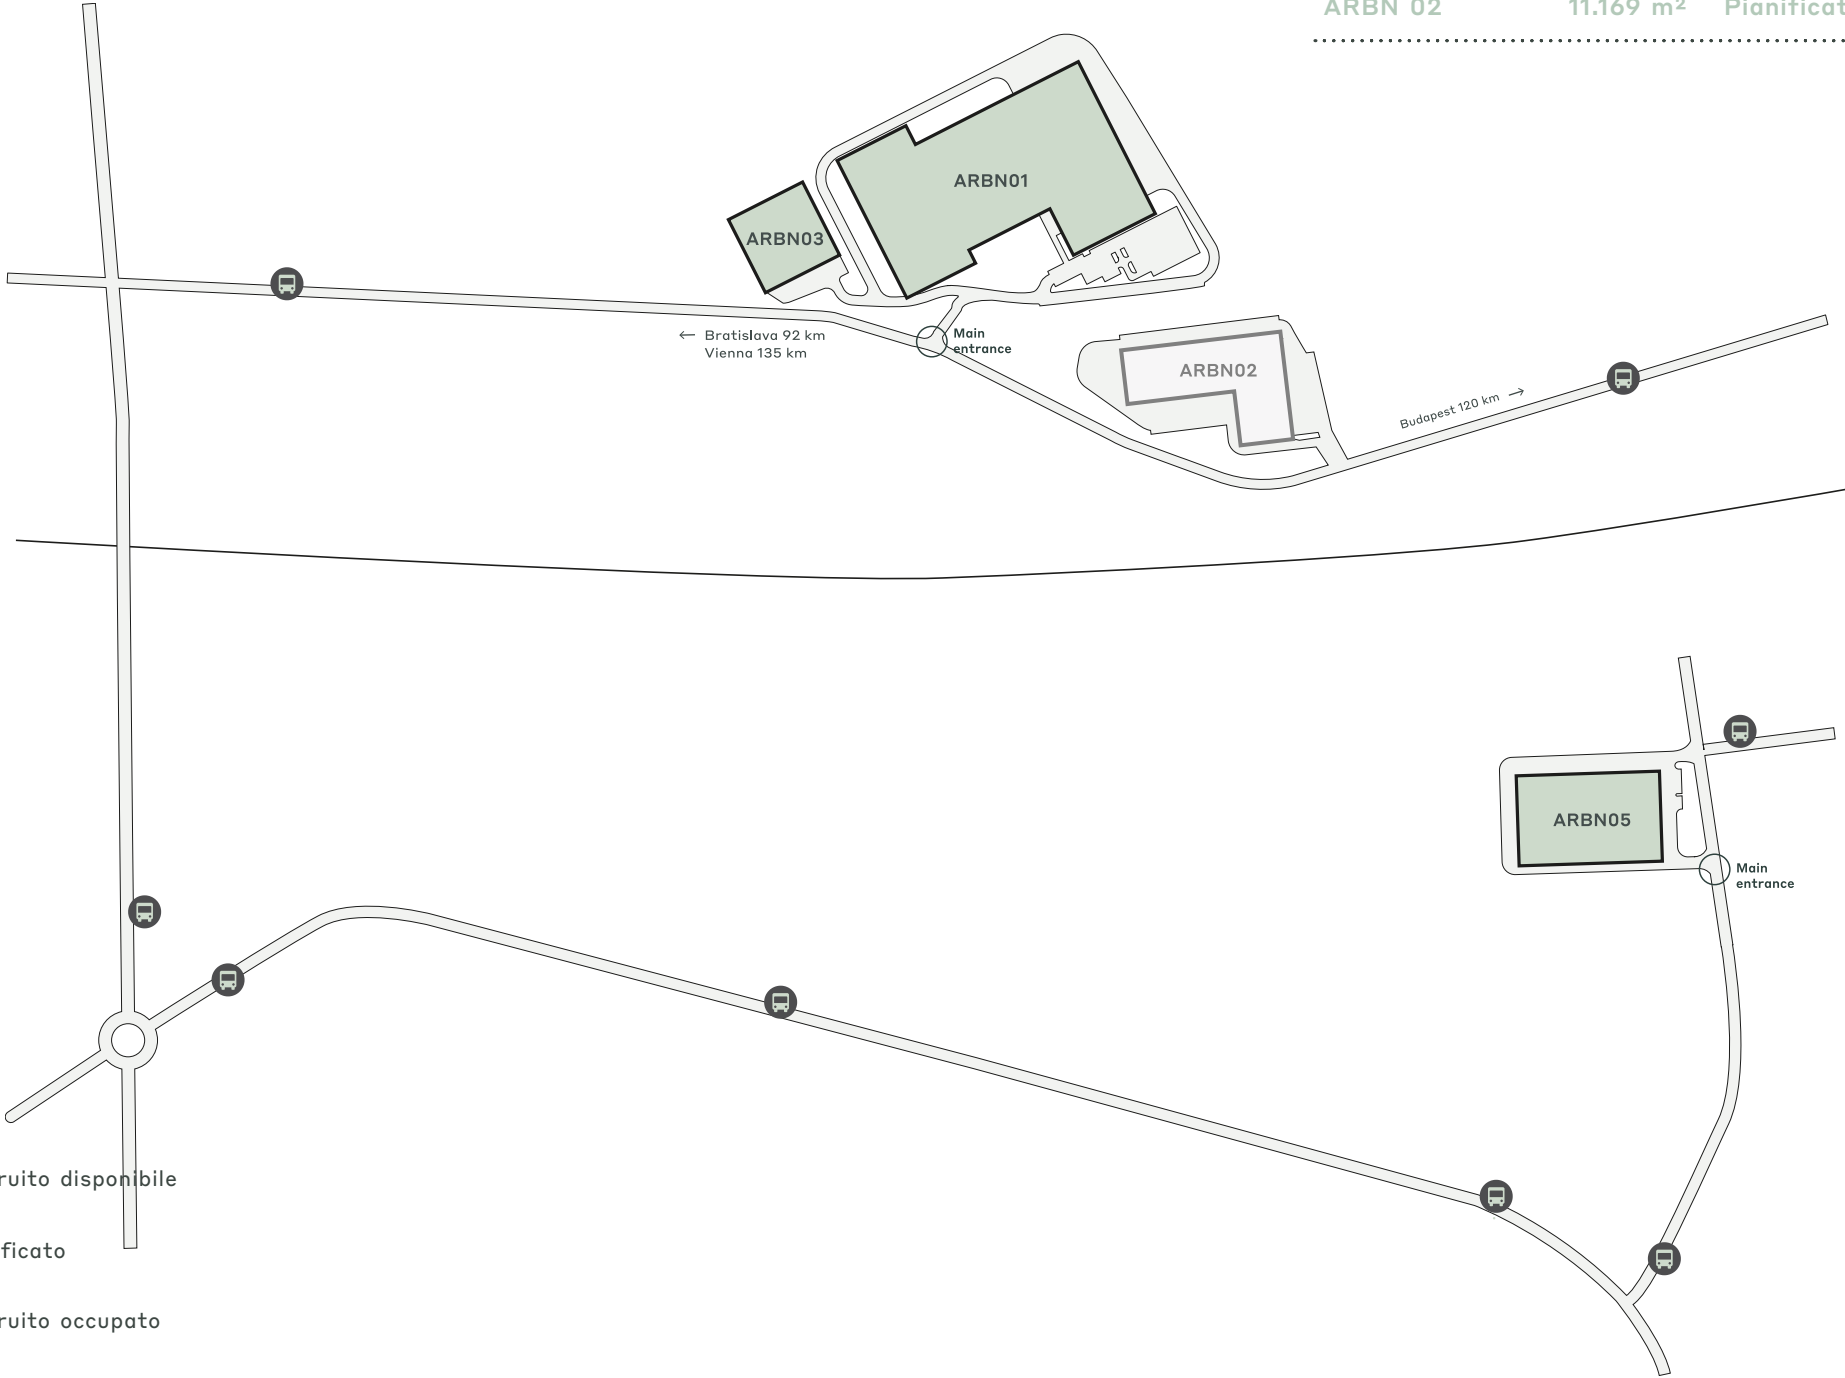 ARBN 02 11.169 m² Pianificat
ARBN01
ARBN03
← Bratislava 92 km
Vienna 135 km
Main
entrance
ARBN02
Budapest 120 km →
ARBN05
Main
entrance
ruito disponibile
ficato
ruito occupato